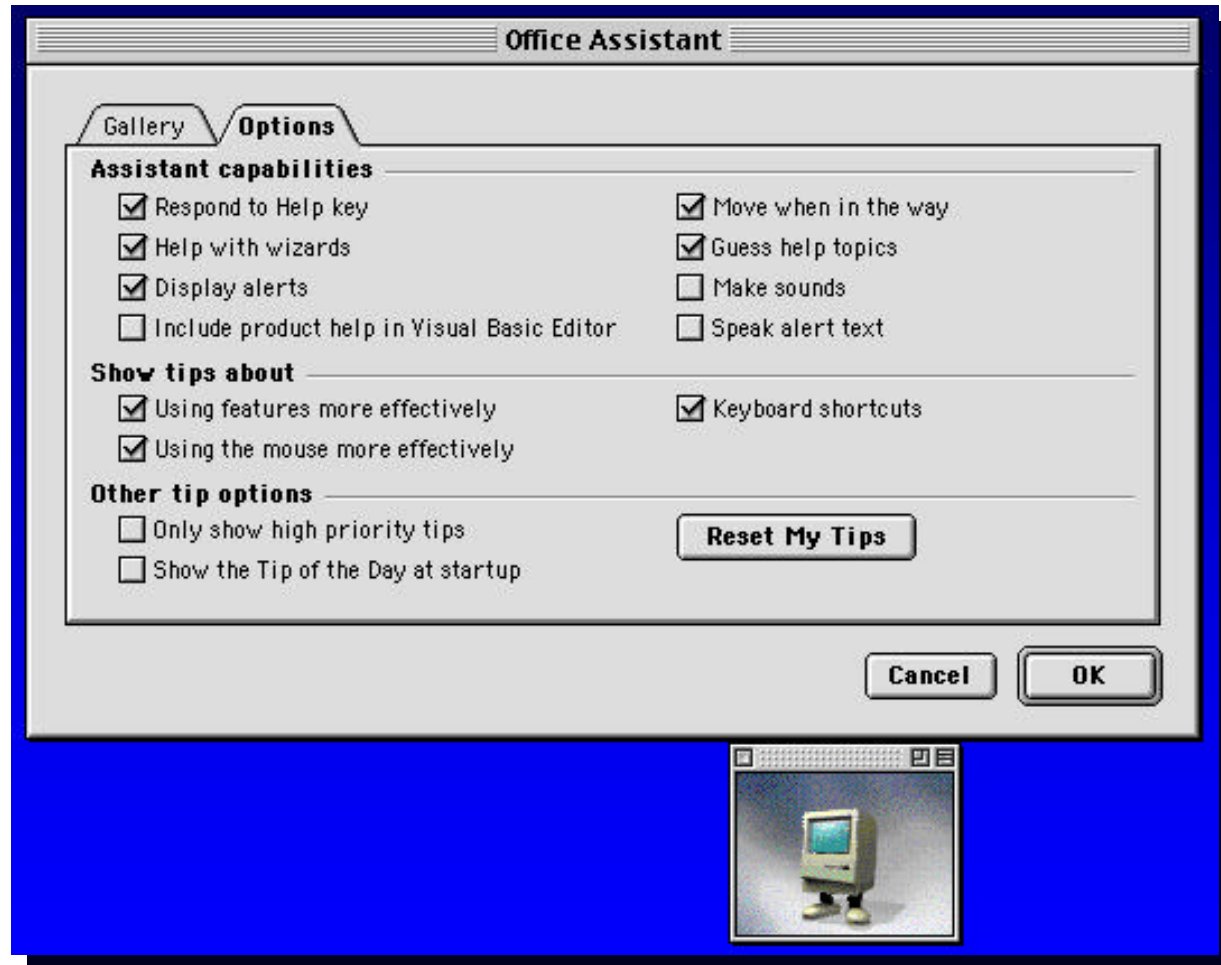 Office Assistant
Gallery Options
Assistant capabilities
Respond to Help key
Move when in the way
Help with wizards
Guess help topics
Display alerts
Make sounds
Include product help in Visual Basic Editor
Speak alert text
Show tips about
Using features more effectively
Keyboard shortcuts
Using the mouse more effectively
Other tip options
Only show high priority tips
Reset My Tips
Show the Tip of the Day at startup
Cancel
OK